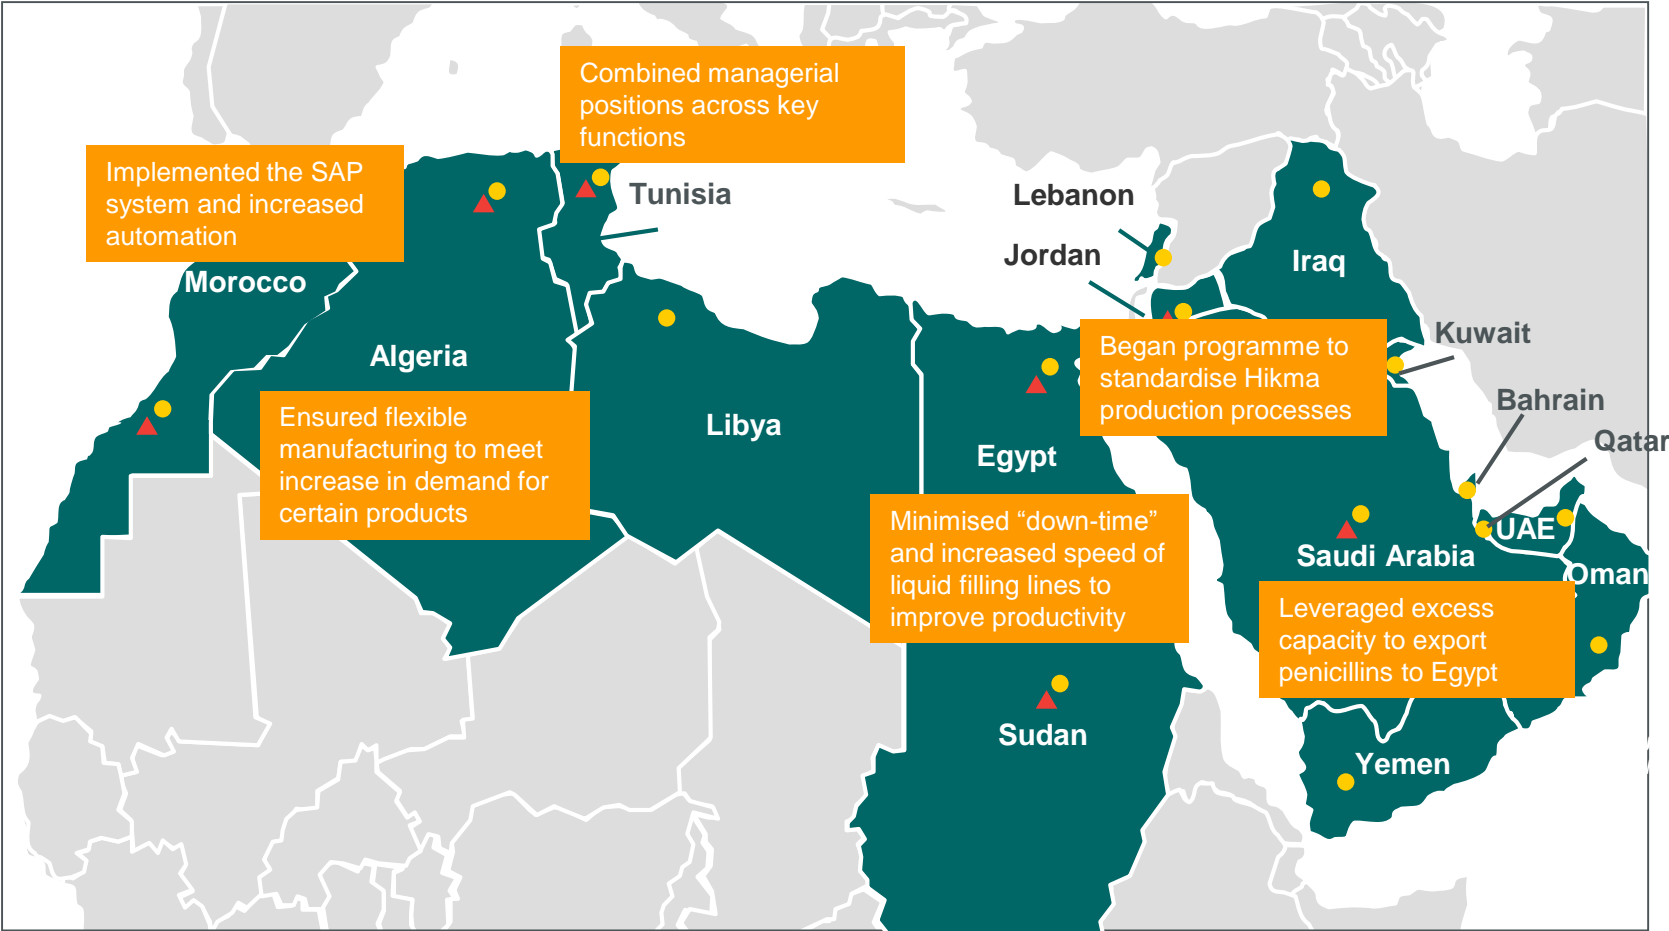 Combined managerial
positions across key
functions
Implemented the SAP
system and increased
automation
Tunisia
Lebanon
Jordan
Iraq
Morocco
Kuwait
Algeria
Began programme to
standardise Hikma
production processes
Bahrain
Qatar
Ensured flexible
manufacturing to meet
increase in demand for
certain products
Libya
Egypt
Minimised “down-time”
and increased speed of
liquid filling lines to
improve productivity
UAE
Saudi Arabia
Oman
Leveraged excess
capacity to export
penicillins to Egypt
Sudan
Yemen